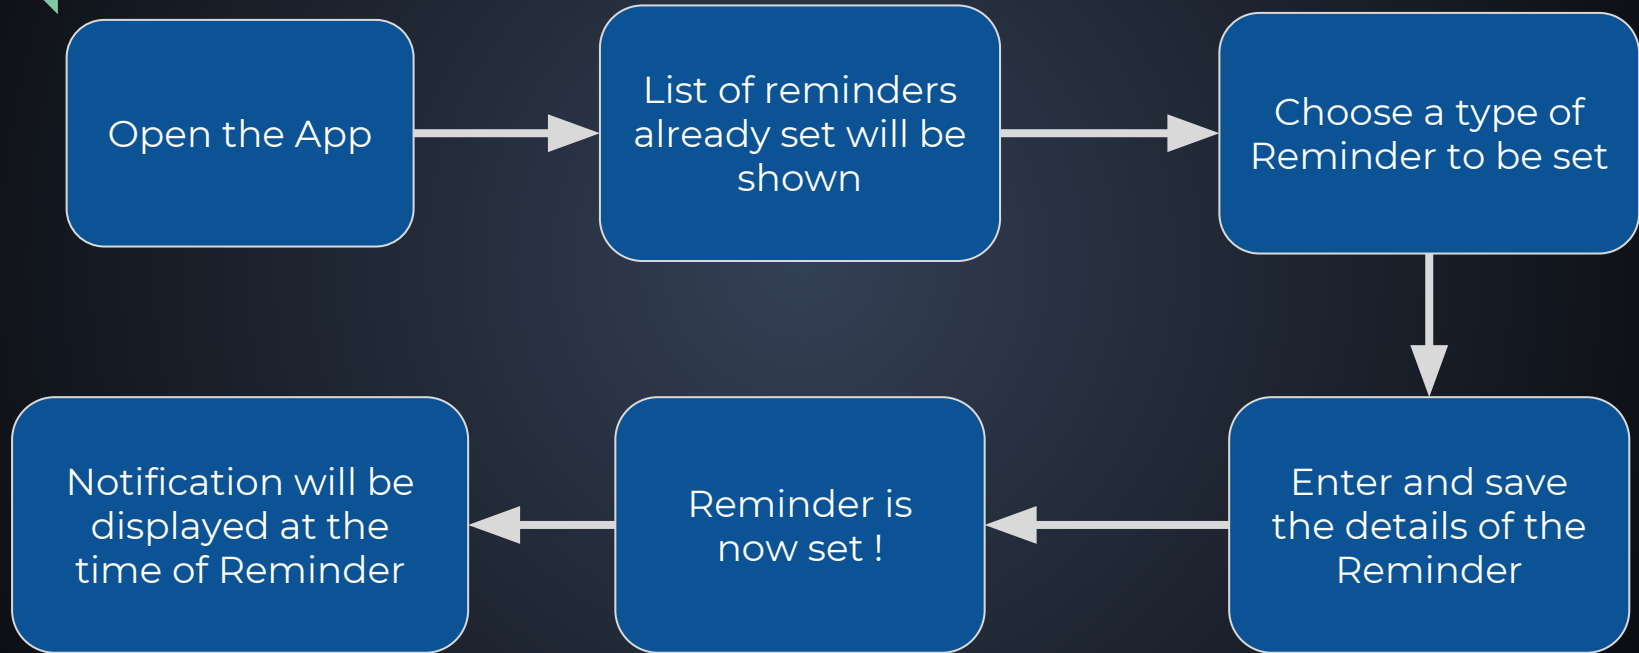 Open the App
List of reminders
already set will be
shown
Choose a type of
Reminder to be set
Enter and save
the details of the
Reminder
Reminder is
now set !
Notification will be
displayed at the
time of Reminder